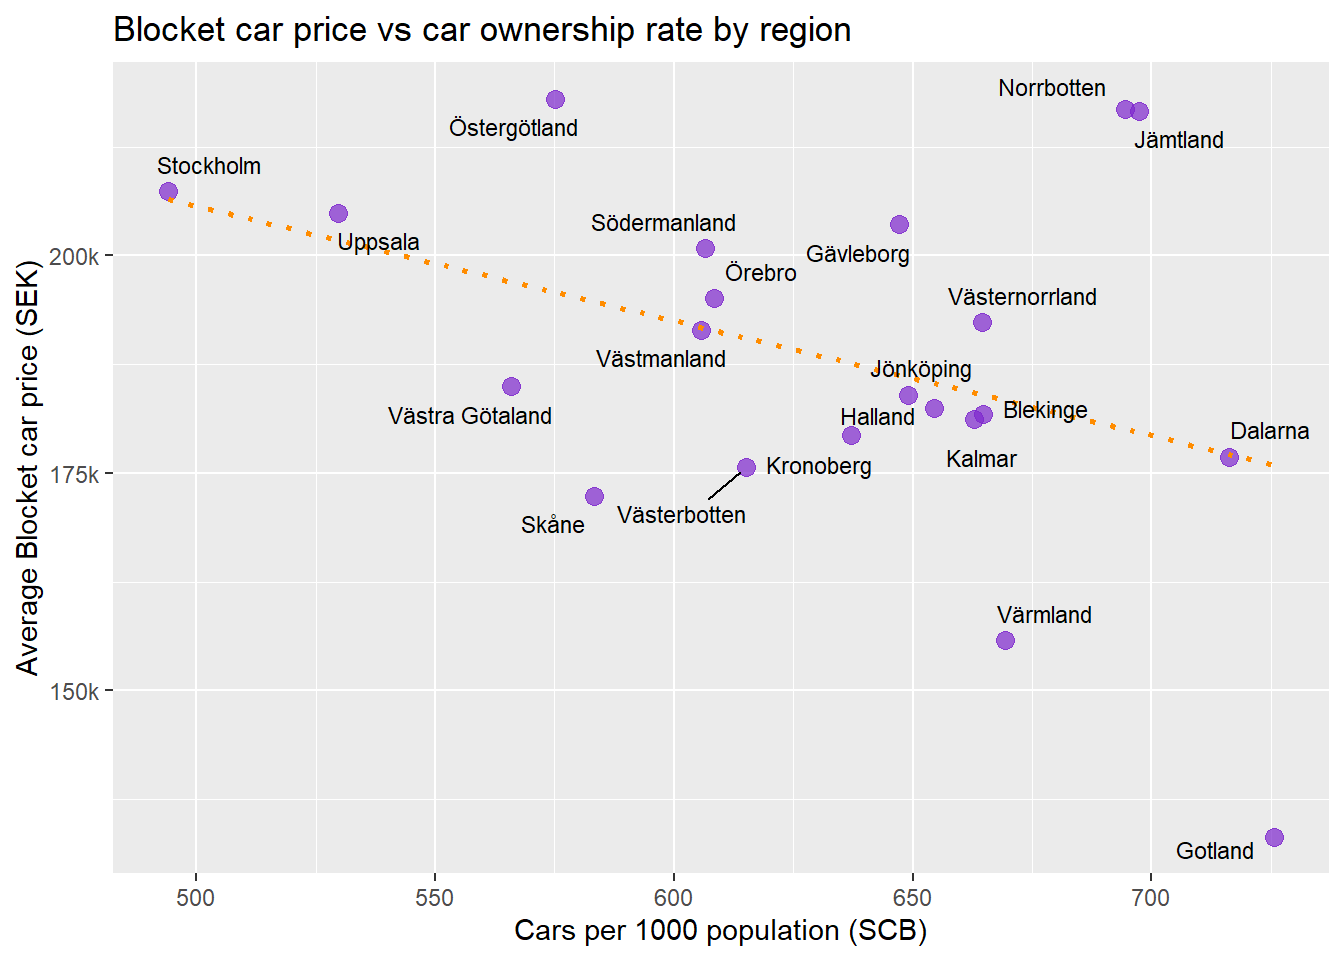 Blocket car price vs car ownership rate by region
Norrbotten
Östergötland
Jämtland
Stockholm
Södermanland
Uppsala
Gävleborg
200k
Örebro
Västernorrland
Västmanland
Jönköping
Västra Götaland
Halland
Blekinge
Dalarna
Kalmar
Kronoberg
175k
Västerbotten
Skåne
Värmland
150k
Gotland
Average Blocket car price (SEK)
500
550
600
650
700
Cars per 1000 population (SCB)